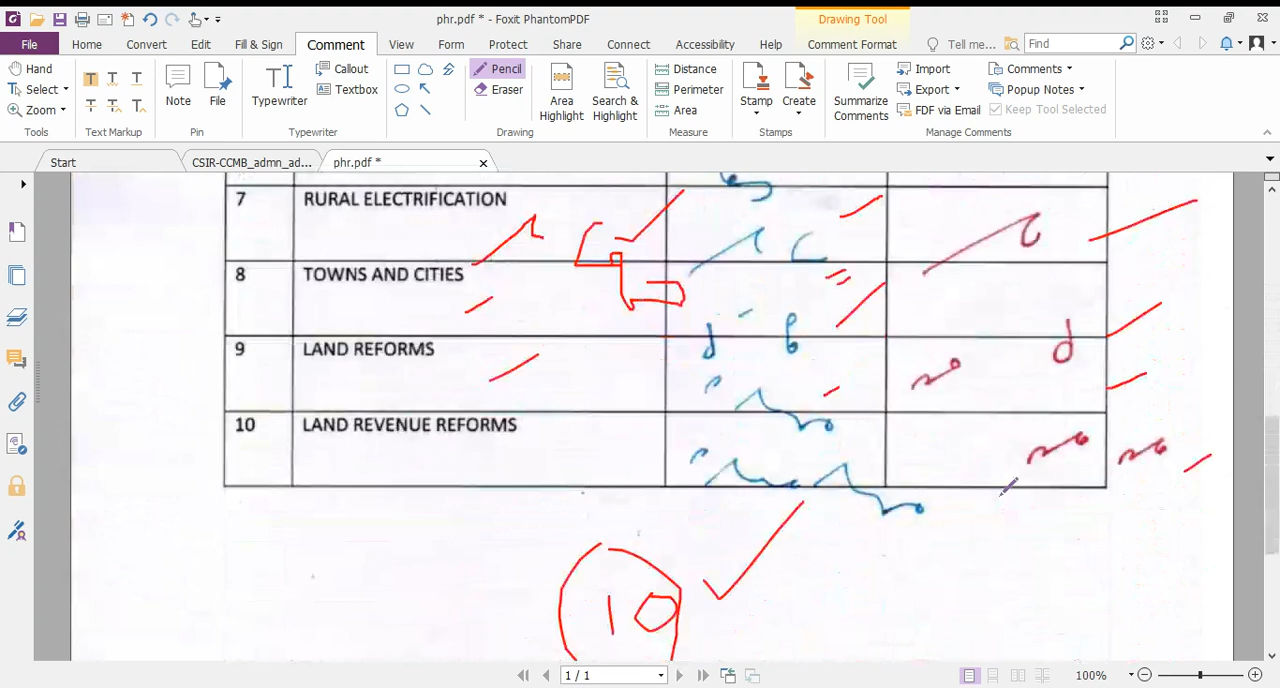 phr.pdf * - Foxit PhantomPDF
Drawing Tool
File Home Convert Edit Fill & Sign Comment View Form Protect Share Connect Accessibility Help Comment Format Tell me... Find
Hand
Select
Zoom
Tools
Text Markup
Note
File
Pin
Typewriter
Callout
Textbox
Typewriter
Pencil
Eraser
Drawing
Area Highlight
Search & Highlight
Distance
Perimeter
Area
Measure
Stamp
Create
Stamps
Summarize Comments
Import
Export
FDF via Email
Comments
Popup Notes
Keep Tool Selected
Manage Comments
Start CSIR-CCMB_admn_ad... phr.pdf *
7 RURAL ELECTRIFICATION
8 TOWNS AND CITIES
9 LAND REFORMS
10 LAND REVENUE REFORMS
10
1 / 1 100%